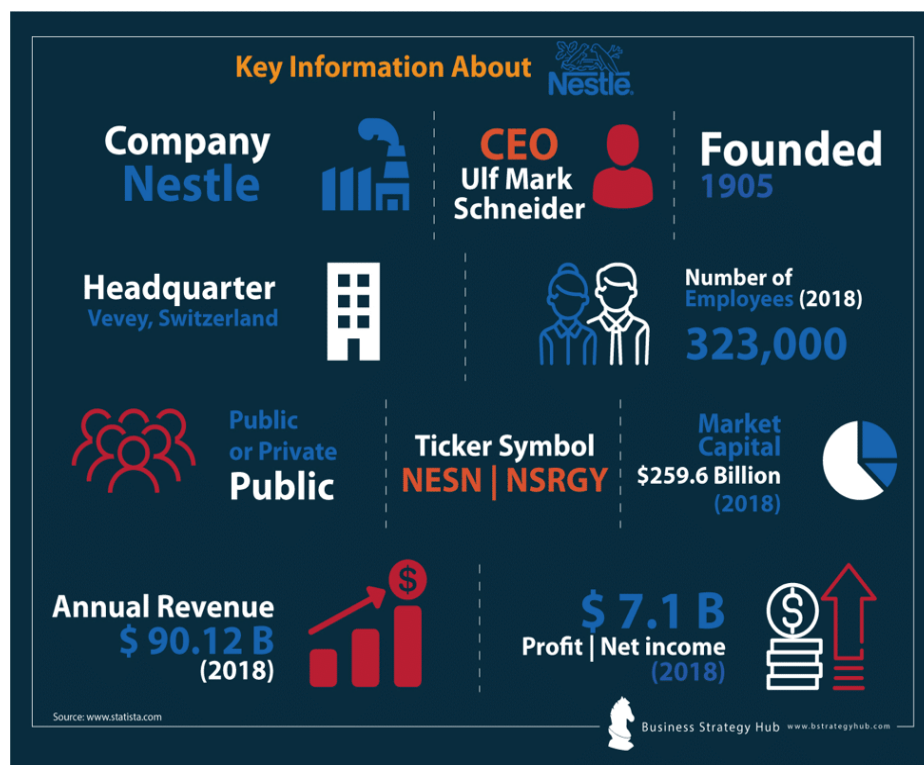 Key Information About Nestlé.
Company
Nestle
CEO
Ulf Mark
Schneider
Founded
1905
Headquarter
Vevey, Switzerland
Number of
Employees (2018)
323,000
Public
or Private
Public
Ticker Symbol
NESN | NSRGY
Market
Capital
$259.6 Billion
(2018)
Annual Revenue
$ 90.12 B
(2018)
$
$ 7.1 B
Profit | Net income
(2018)
$
Source: www.statista.com
Business Strategy Hub www.bstrategyhub.com